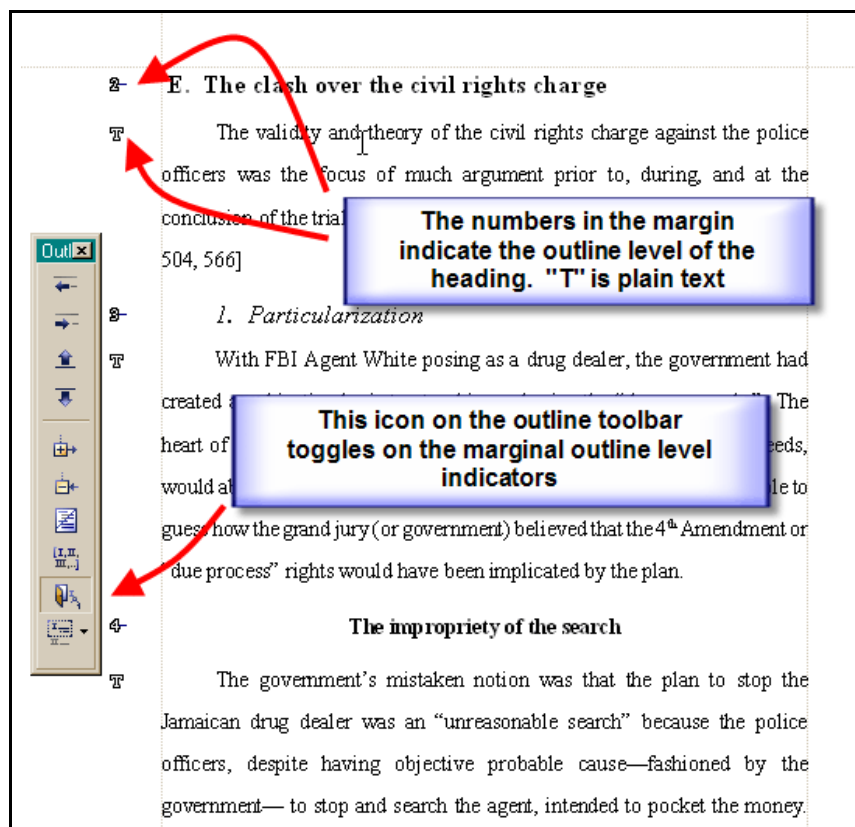 2 E. The clash over the civil rights charge
T The validity and theory of the civil rights charge against the police
officers was the focus of much argument prior to, during, and at the
conclusion of the trial
504, 566]
The numbers in the margin
indicate the outline level of the
heading. "T" is plain text
Outl
3 1. Particularization
T With FBI Agent White posing as a drug dealer, the government had
created The
heart of eeds,
would le to
guess how the grand jury (or government) believed that the 4th Amendment or
"due process" rights would have been implicated by the plan.
This icon on the outline toolbar
toggles on the marginal outline level
indicators
4 The impropriety of the search
T The government's mistaken notion was that the plan to stop the
Jamaican drug dealer was an "unreasonable search" because the police
officers, despite having objective probable cause—fashioned by the
government— to stop and search the agent, intended to pocket the money.